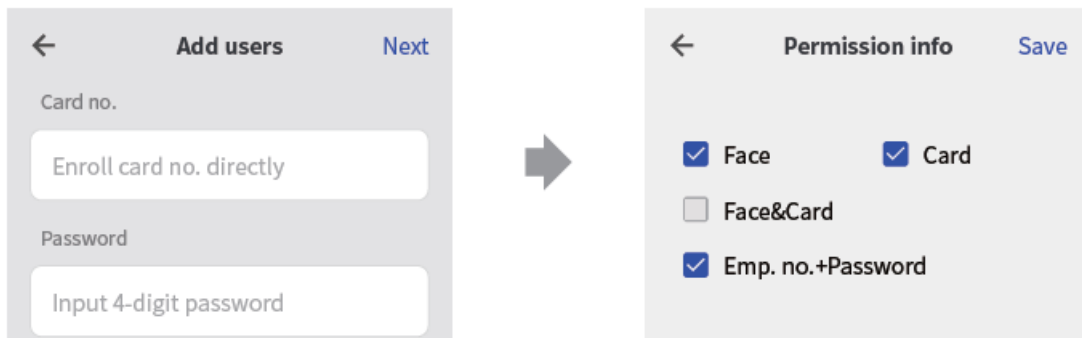 Add users Next
Card no.
Enroll card no. directly
Password
Input 4-digit password
Permission info Save
Face Card
Face&Card
Emp. no.+Password